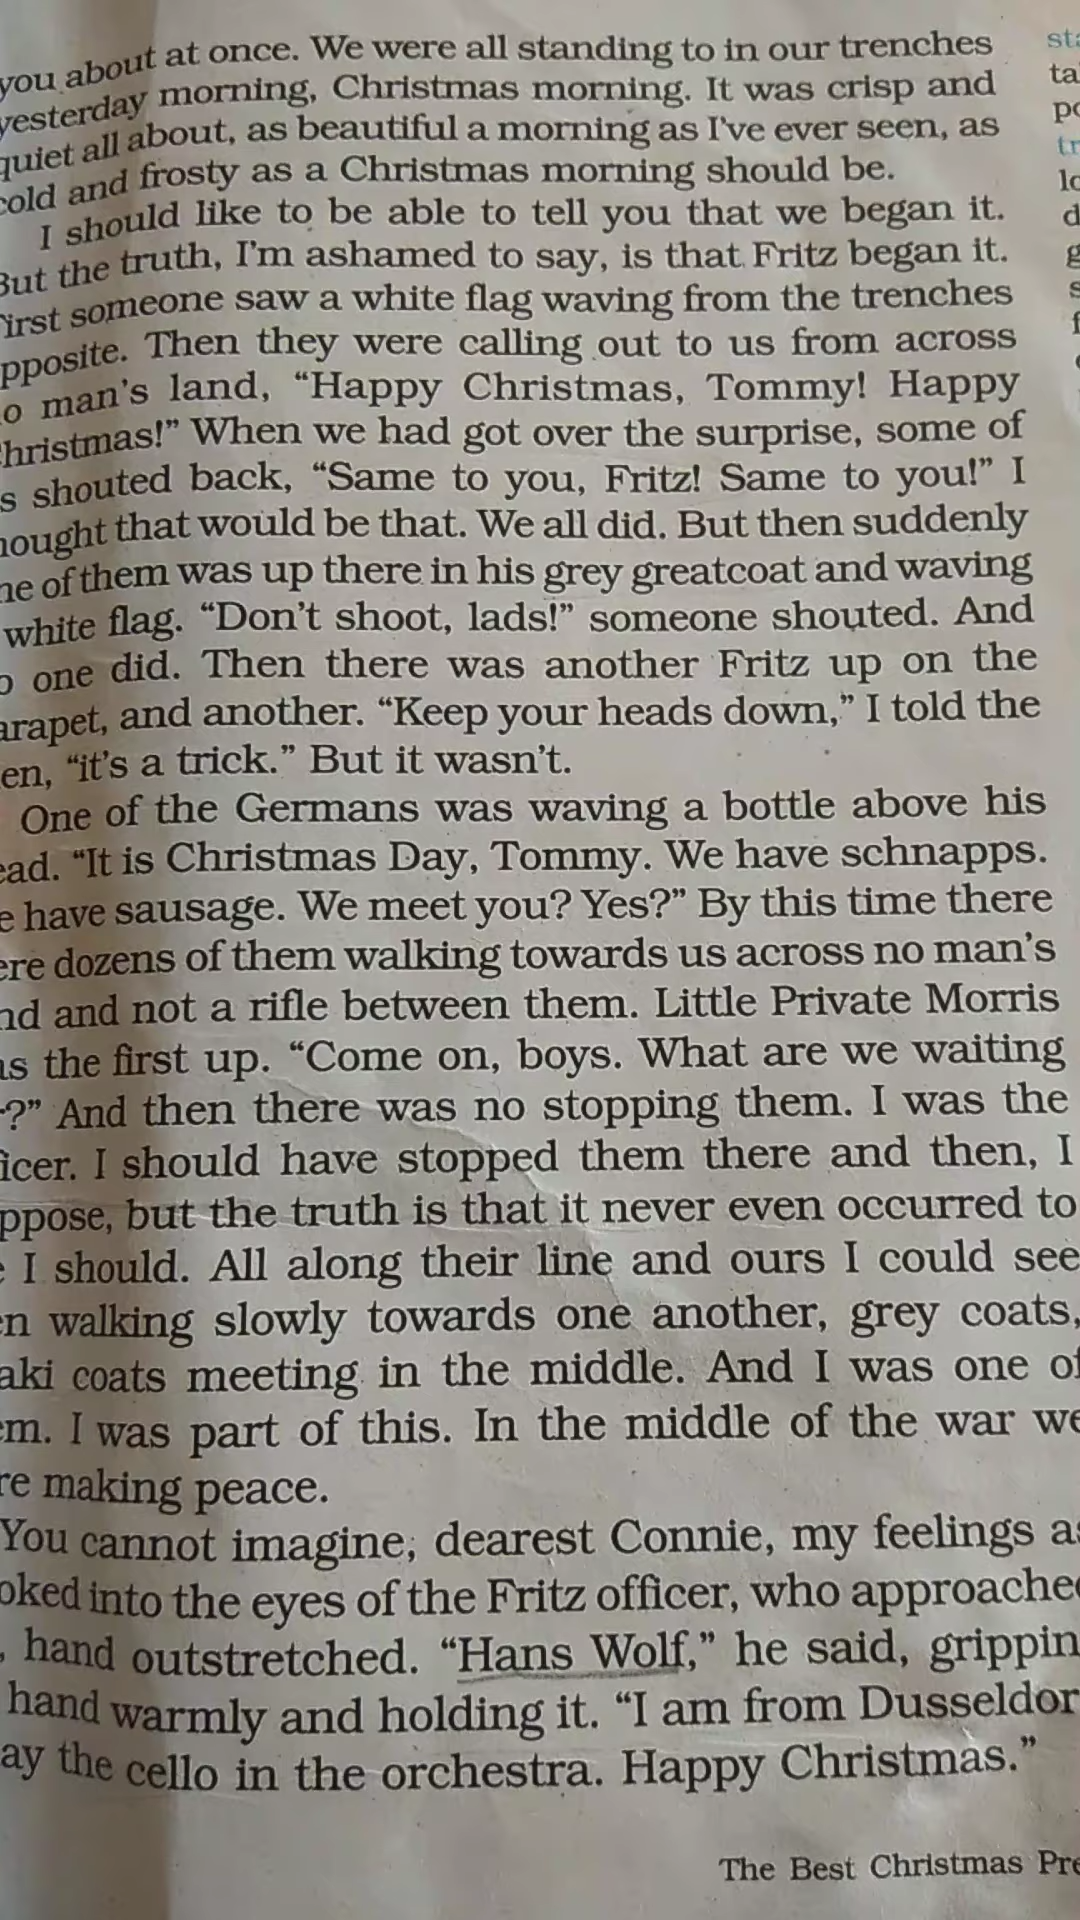 you about at once. We were all standing to in our trenches
yesterday morning, Christmas morning. It was crisp and
quiet all about, as beautiful a morning as I've ever seen, as
cold and frosty as a Christmas morning should be.
I should like to be able to tell you that we began it.
But the truth, I'm ashamed to say, is that Fritz began it.
First someone saw a white flag waving from the trenches
pposite. Then they were calling out to us from across
o man's land, “Happy Christmas, Tommy! Happy
Christmas!” When we had got over the surprise, some of
s shouted back, “Same to you, Fritz! Same to you!” I
hought that would be that. We all did. But then suddenly
ne of them was up there in his grey greatcoat and waving
white flag. “Don't shoot, lads!” someone shouted. And
o one did. Then there was another Fritz up on the
arapet, and another. “Keep your heads down,” I told the
en, “it's a trick.” But it wasn't.
One of the Germans was waving a bottle above his
ead. “It is Christmas Day, Tommy. We have schnapps.
e have sausage. We meet you? Yes?” By this time there
ere dozens of them walking towards us across no man's
nd and not a rifle between them. Little Private Morris
as the first up. “Come on, boys. What are we waiting
r?” And then there was no stopping them. I was the
icer. I should have stopped them there and then, I
ppose, but the truth is that it never even occurred to
e I should. All along their line and ours I could see
en walking slowly towards one another, grey coats,
aki coats meeting in the middle. And I was one of
em. I was part of this. In the middle of the war we
re making peace.
You cannot imagine, dearest Connie, my feelings as
oked into the eyes of the Fritz officer, who approached
, hand outstretched. “Hans Wolf,” he said, grippin
hand warmly and holding it. “I am from Dusseldor
ay the cello in the orchestra. Happy Christmas.”
The Best Christmas Pre